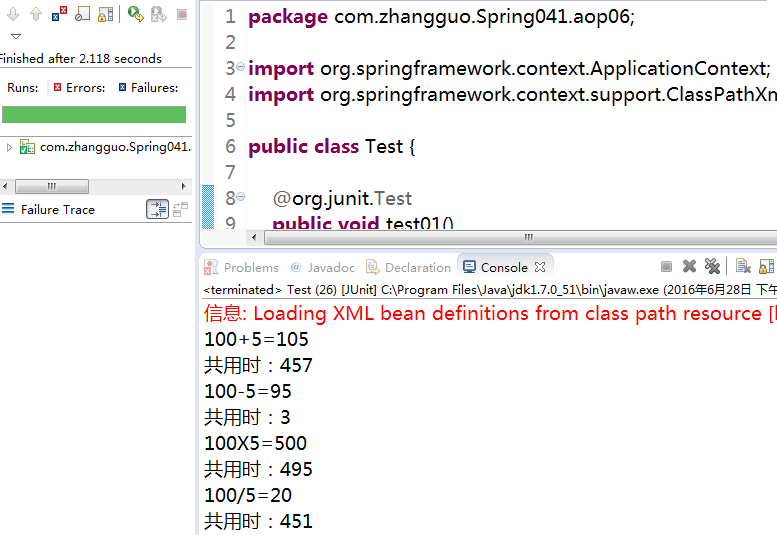 Finished after 2.118 seconds
Runs:
Errors:
Failures:
com.zhangguo.Spring041.
Failure Trace
1 package com.zhangguo.Spring041.aop06;
2
3 import org.springframework.context.ApplicationContext;
4 import org.springframework.context.support.ClassPathXm
5
6 public class Test {
7
8 @org.junit.Test
9 public void test01()
Problems @ Javadoc Declaration Console
<terminated> Test (26) [JUnit] C:\Program Files\Java\jdk1.7.0_51\bin\javaw.exe (2016年6月28日 下午
信息: Loading XML bean definitions from class path resource [
100+5=105
共用时：457
100-5=95
共用时：3
100X5=500
共用时：495
100/5=20
共用时：451